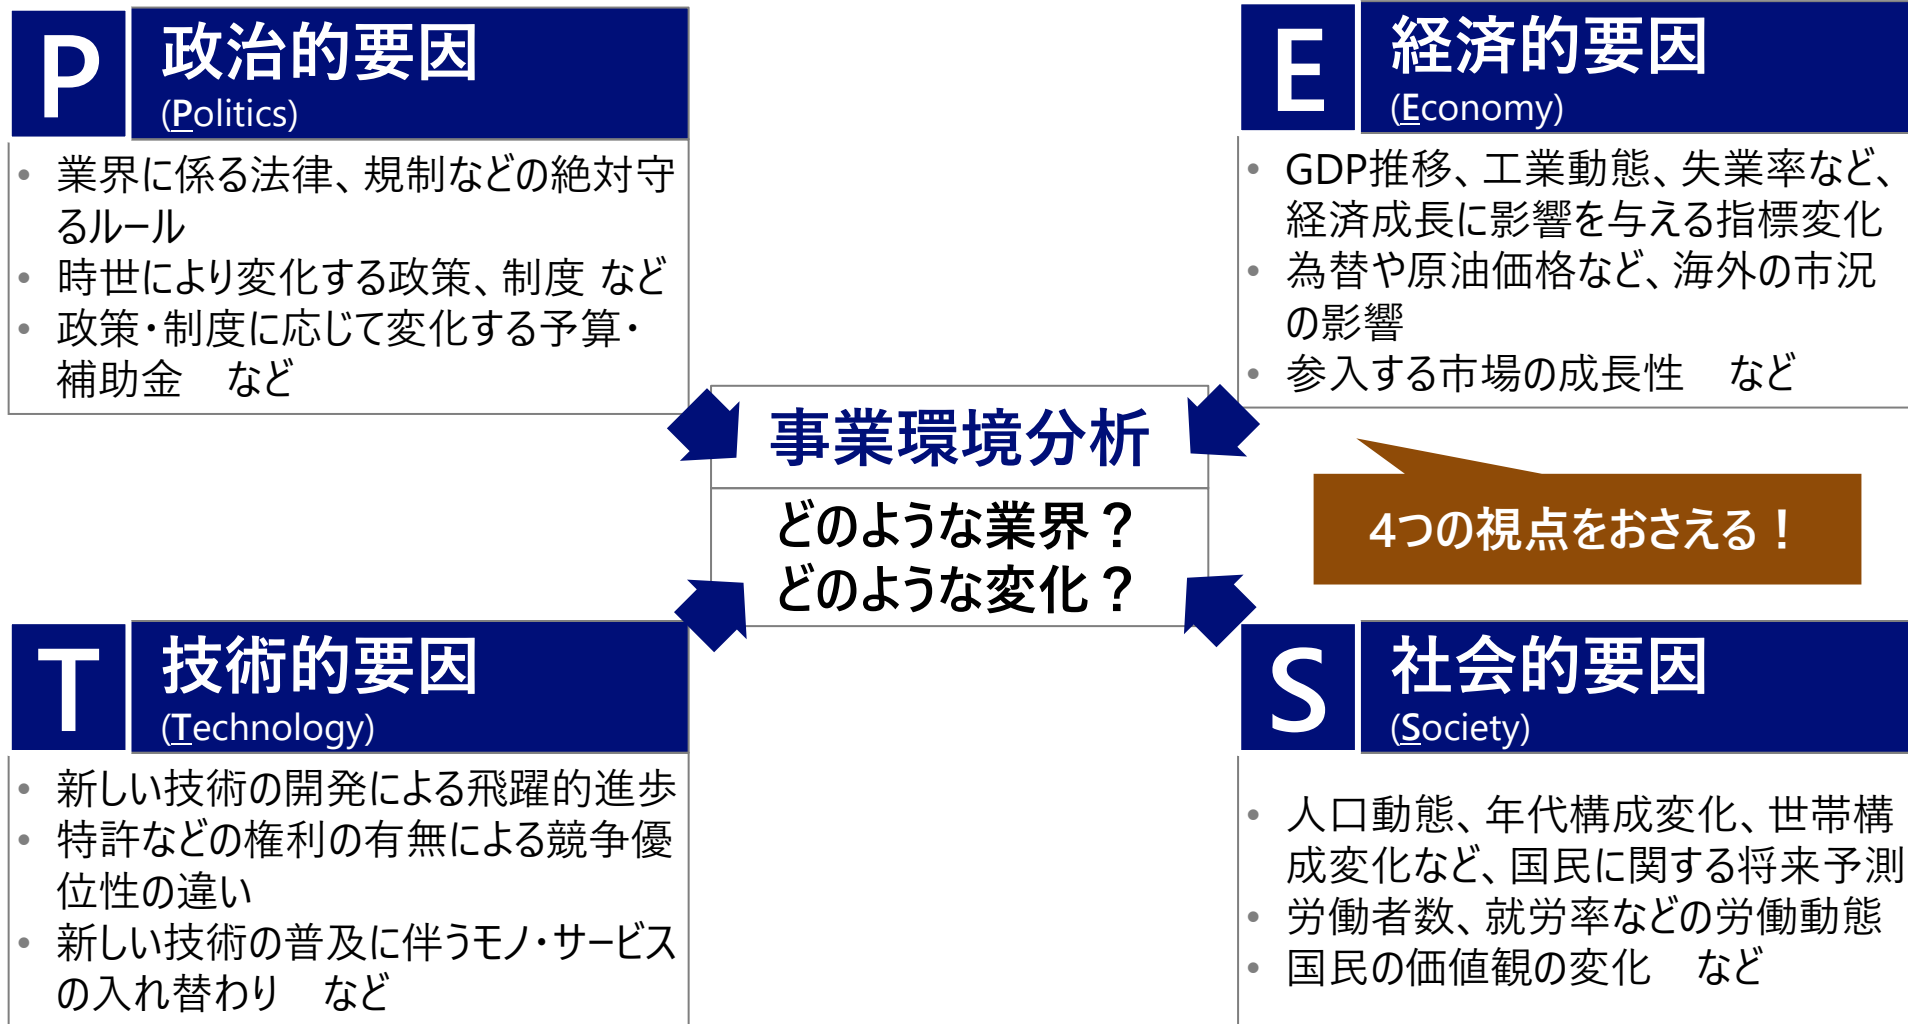 P
政治的要因
(Politics)
• 業界に係る法律、規制などの絶対守
るルール
• 時世により変化する政策、制度 など
• 政策・制度に応じて変化する予算・
補助金　など
E
経済的要因
(Economy)
• GDP推移、工業動態、失業率など、
経済成長に影響を与える指標変化
• 為替や原油価格など、海外の市況
の影響
• 参入する市場の成長性　など
事業環境分析
どのような業界？
どのような変化？
4つの視点をおさえる！
T
技術的要因
(Technology)
• 新しい技術の開発による飛躍的進歩
• 特許などの権利の有無による競争優
位性の違い
• 新しい技術の普及に伴うモノ・サービス
の入れ替わり　など
S
社会的要因
(Society)
• 人口動態、年代構成変化、世帯構
成変化など、国民に関する将来予測
• 労働者数、就労率などの労働動態
• 国民の価値観の変化　など